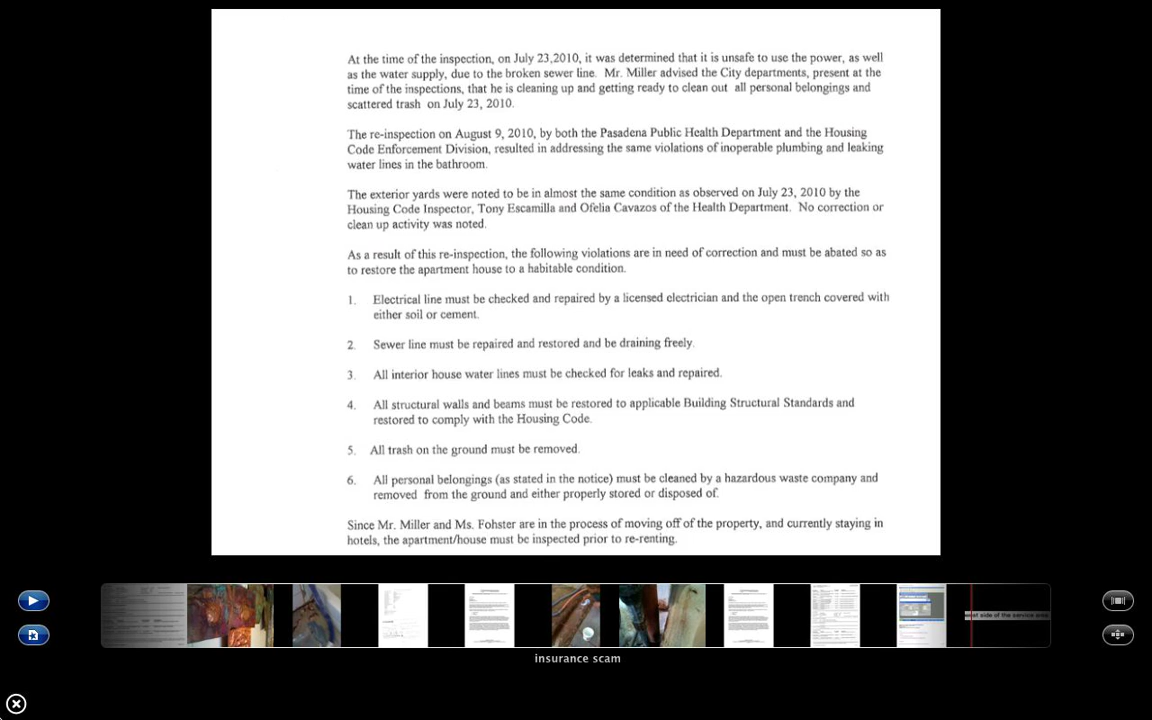 At the time of the inspection, on July 23,2010, it was determined that it is unsafe to use the power, as well
as the water supply, due to the broken sewer line. Mr. Miller advised the City departments, present at the
time of the inspections, that he is cleaning up and getting ready to clean out all personal belongings and
scattered trash on July 23, 2010.
The re-inspection on August 9, 2010, by both the Pasadena Public Health Department and the Housing
Code Enforcement Division, resulted in addressing the same violations of inoperable plumbing and leaking
water lines in the bathroom.
The exterior yards were noted to be in almost the same condition as observed on July 23, 2010 by the
Housing Code Inspector, Tony Escamilla and Ofelia Cavazos of the Health Department. No correction or
clean up activity was noted.
As a result of this re-inspection, the following violations are in need of correction and must be abated so as
to restore the apartment house to a habitable condition.
1. Electrical line must be checked and repaired by a licensed electrician and the open trench covered with
either soil or cement.
2. Sewer line must be repaired and restored and be draining freely.
3. All interior house water lines must be checked for leaks and repaired.
4. All structural walls and beams must be restored to applicable Building Structural Standards and
restored to comply with the Housing Code.
5. All trash on the ground must be removed.
6. All personal belongings (as stated in the notice) must be cleaned by a hazardous waste company and
removed from the ground and either properly stored or disposed of.
Since Mr. Miller and Ms. Fohster are in the process of moving off of the property, and currently staying in
hotels, the apartment/house must be inspected prior to re-renting.
side of the service area
insurance scam